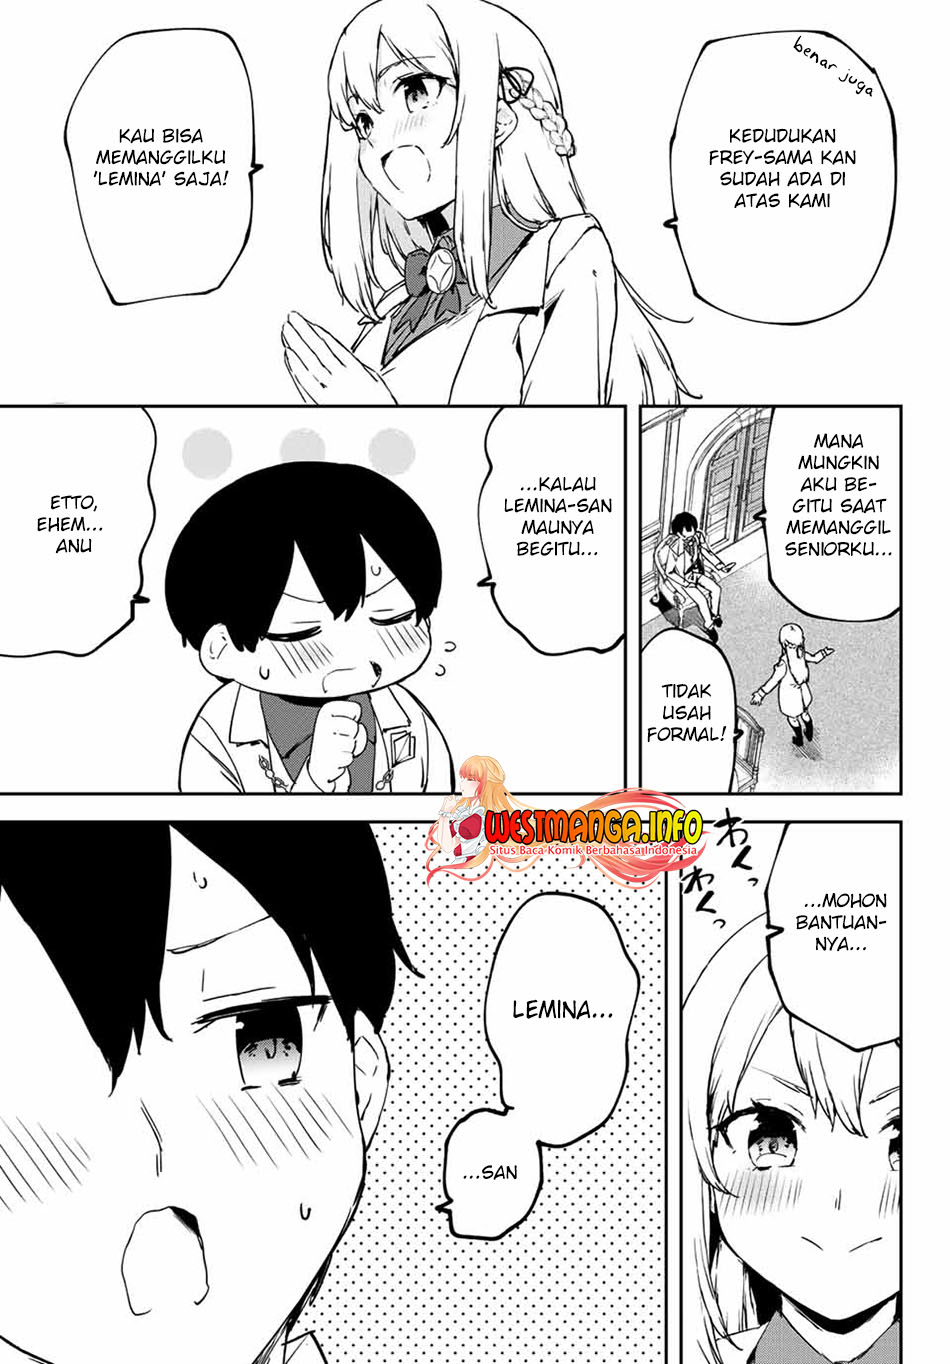 benar juga
KEDUDUKAN
FREY-SAMA KAN
SUDAH ADA DI
ATAS KAMI
KAU BISA
MEMANGGILKU
'LEMINA' SAJA!
MANA
MUNGKIN
AKU BE-
GITU SAAT
MEMANGGIL
SENIORKU...
TIDAK
USAH
FORMAL!
...KALAU
LEMINA-SAN
MAUNYA
BEGITU...
ETTO,
EHEM...
ANU
WESTMANGA.INFO
Situs Baca Komik Berbahasa Indonesia
わくっ
わくっ
...MOHON
BANTUAN-
NYA...
LEMINA...
...SAN